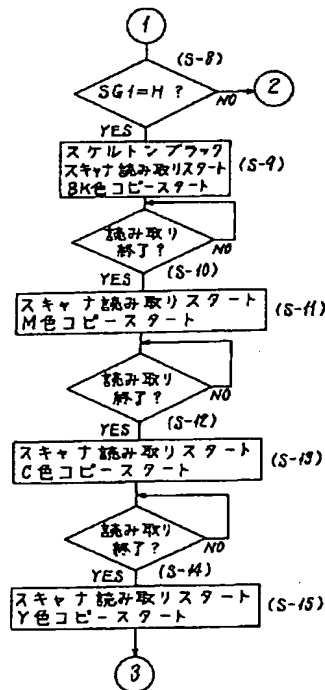 1
(S-8)
SG1=H?
NO
2
YES
スケルトンブラック
スキャナ読み取りスタート
BK色コピースタート
(S-9)
読み取り
終了?
NO
YES
(S-10)
スキャナ読み取りスタート
M色コピースタート
(S-11)
読み取り
終了?
NO
(S-12)
YES
スキャナ読み取りスタート
C色コピースタート
(S-13)
読み取り
終了?
NO
YES
(S-14)
スキャナ読み取りスタート
Y色コピースタート
(S-15)
3